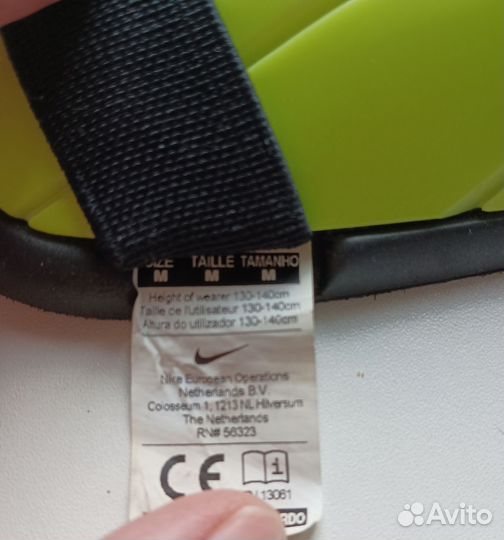 SIZE TAILLE TAMANHO
M M M
Height of wearer 130-140cm
Taille de l'utilisateur 130-140cm
Altura do utilizador 130-140cm
Nike European Operations
Netherlands B.V.
Colosseum 1, 1213 NL Hilversum
The Netherlands
RN# 56323
CE i
13061
Avito